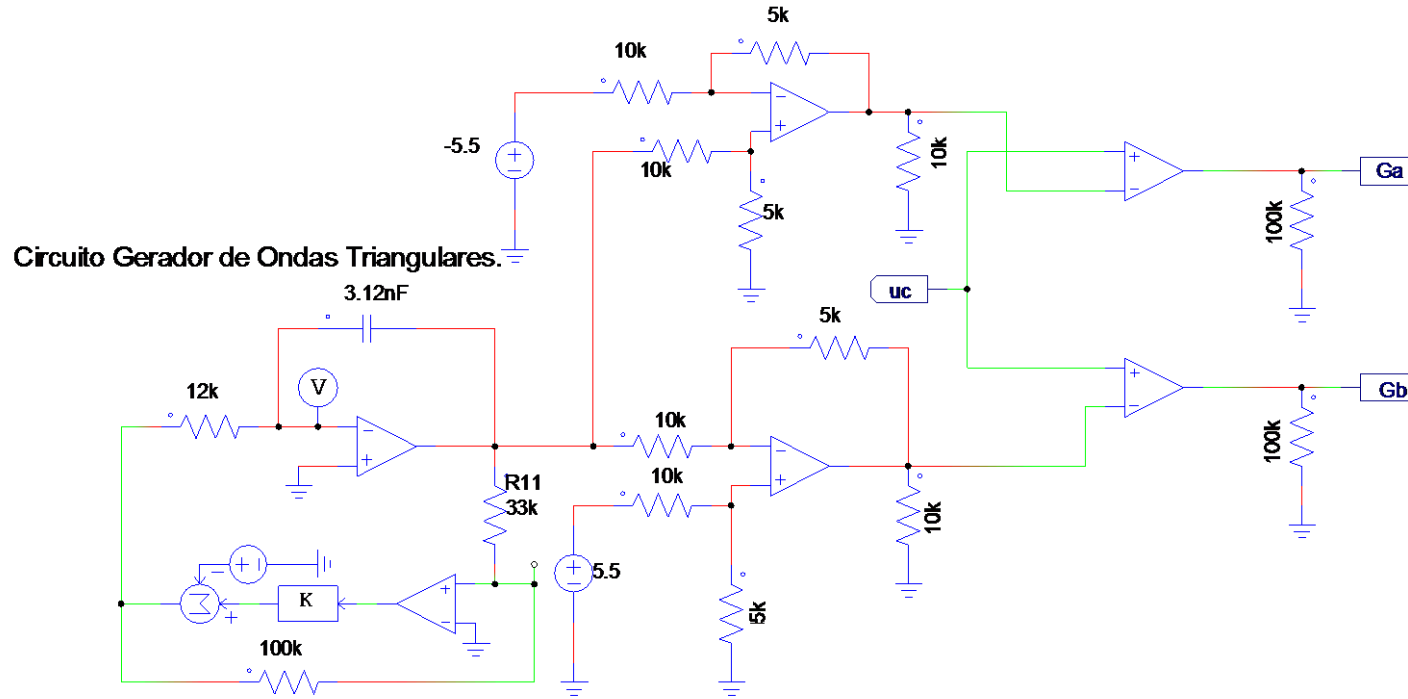 5k
10k
-5.5
10k
10k
5k
Ga
100k
Circuito Gerador de Ondas Triangulares.
3.12nF
uc
5k
12k
V
10k
Gb
100k
R11
33k
10k
10k
5.5
K
Σ
5k
100k